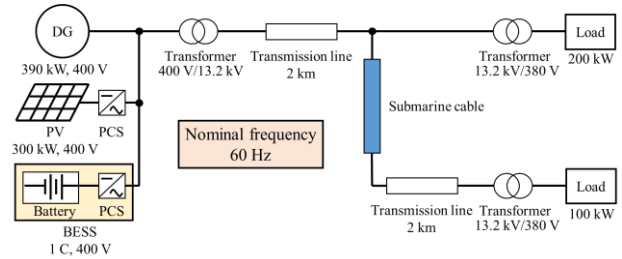 DG
390 kW, 400 V
Transformer
400 V/13.2 kV
Transmission line
2 km
Transformer
13.2 kV/380 V
Load
200 kW
PV
PCS
300 kW, 400 V
Submarine cable
Nominal frequency
60 Hz
Battery
PCS
BESS
1 C, 400 V
Transmission line
2 km
Transformer
13.2 kV/380 V
Load
100 kW